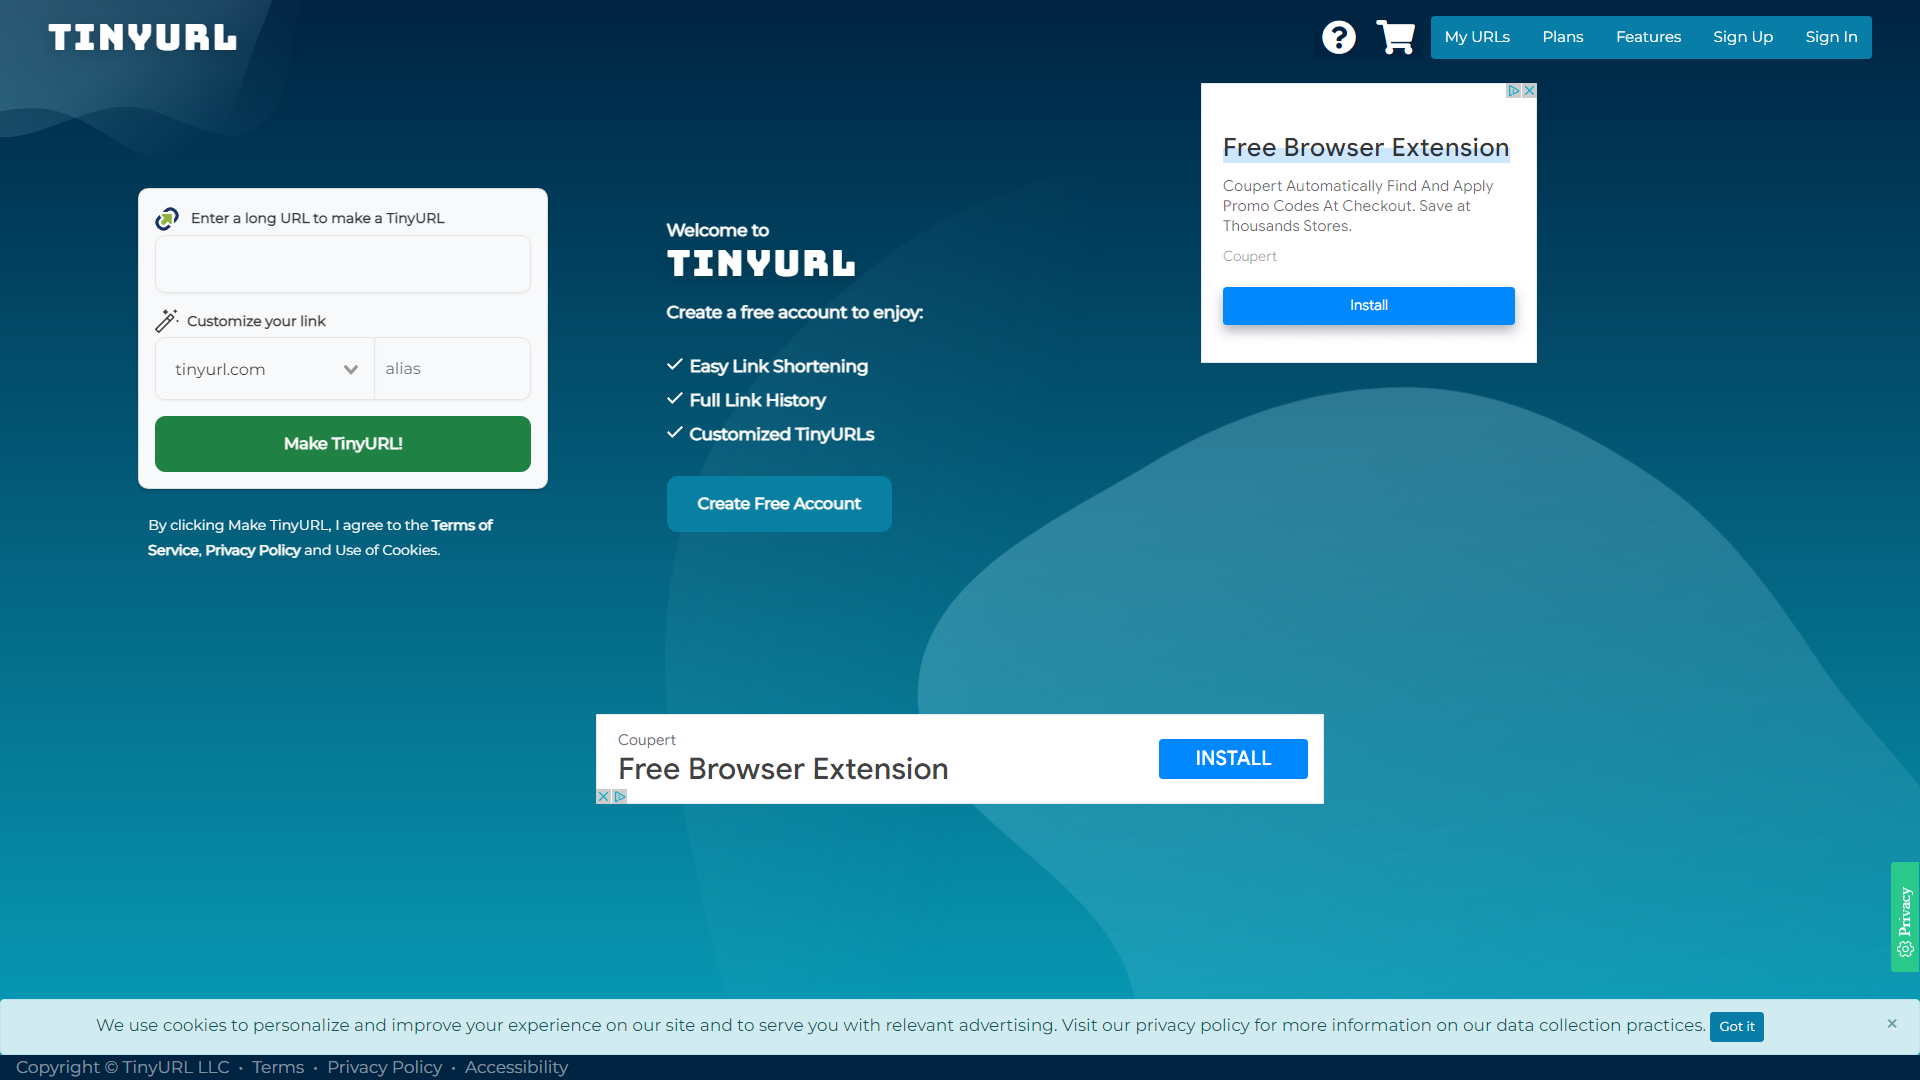 TINYURL
My URLs
Plans
Features
Sign Up
Sign In
Enter a long URL to make a TinyURL
Customize your link
tinyurl.com
alias
Make TinyURL!
By clicking Make TinyURL, I agree to the Terms of
Service, Privacy Policy and Use of Cookies.
Welcome to
TINYURL
Create a free account to enjoy:
Easy Link Shortening
Full Link History
Customized TinyURLs
Create Free Account
Free Browser Extension
Coupert Automatically Find And Apply
Promo Codes At Checkout. Save at
Thousands Stores.
Coupert
Install
Coupert
Free Browser Extension
INSTALL
Privacy
We use cookies to personalize and improve your experience on our site and to serve you with relevant advertising. Visit our privacy policy for more information on our data collection practices.
Got it
×
Copyright © TinyURL LLC • Terms • Privacy Policy • Accessibility